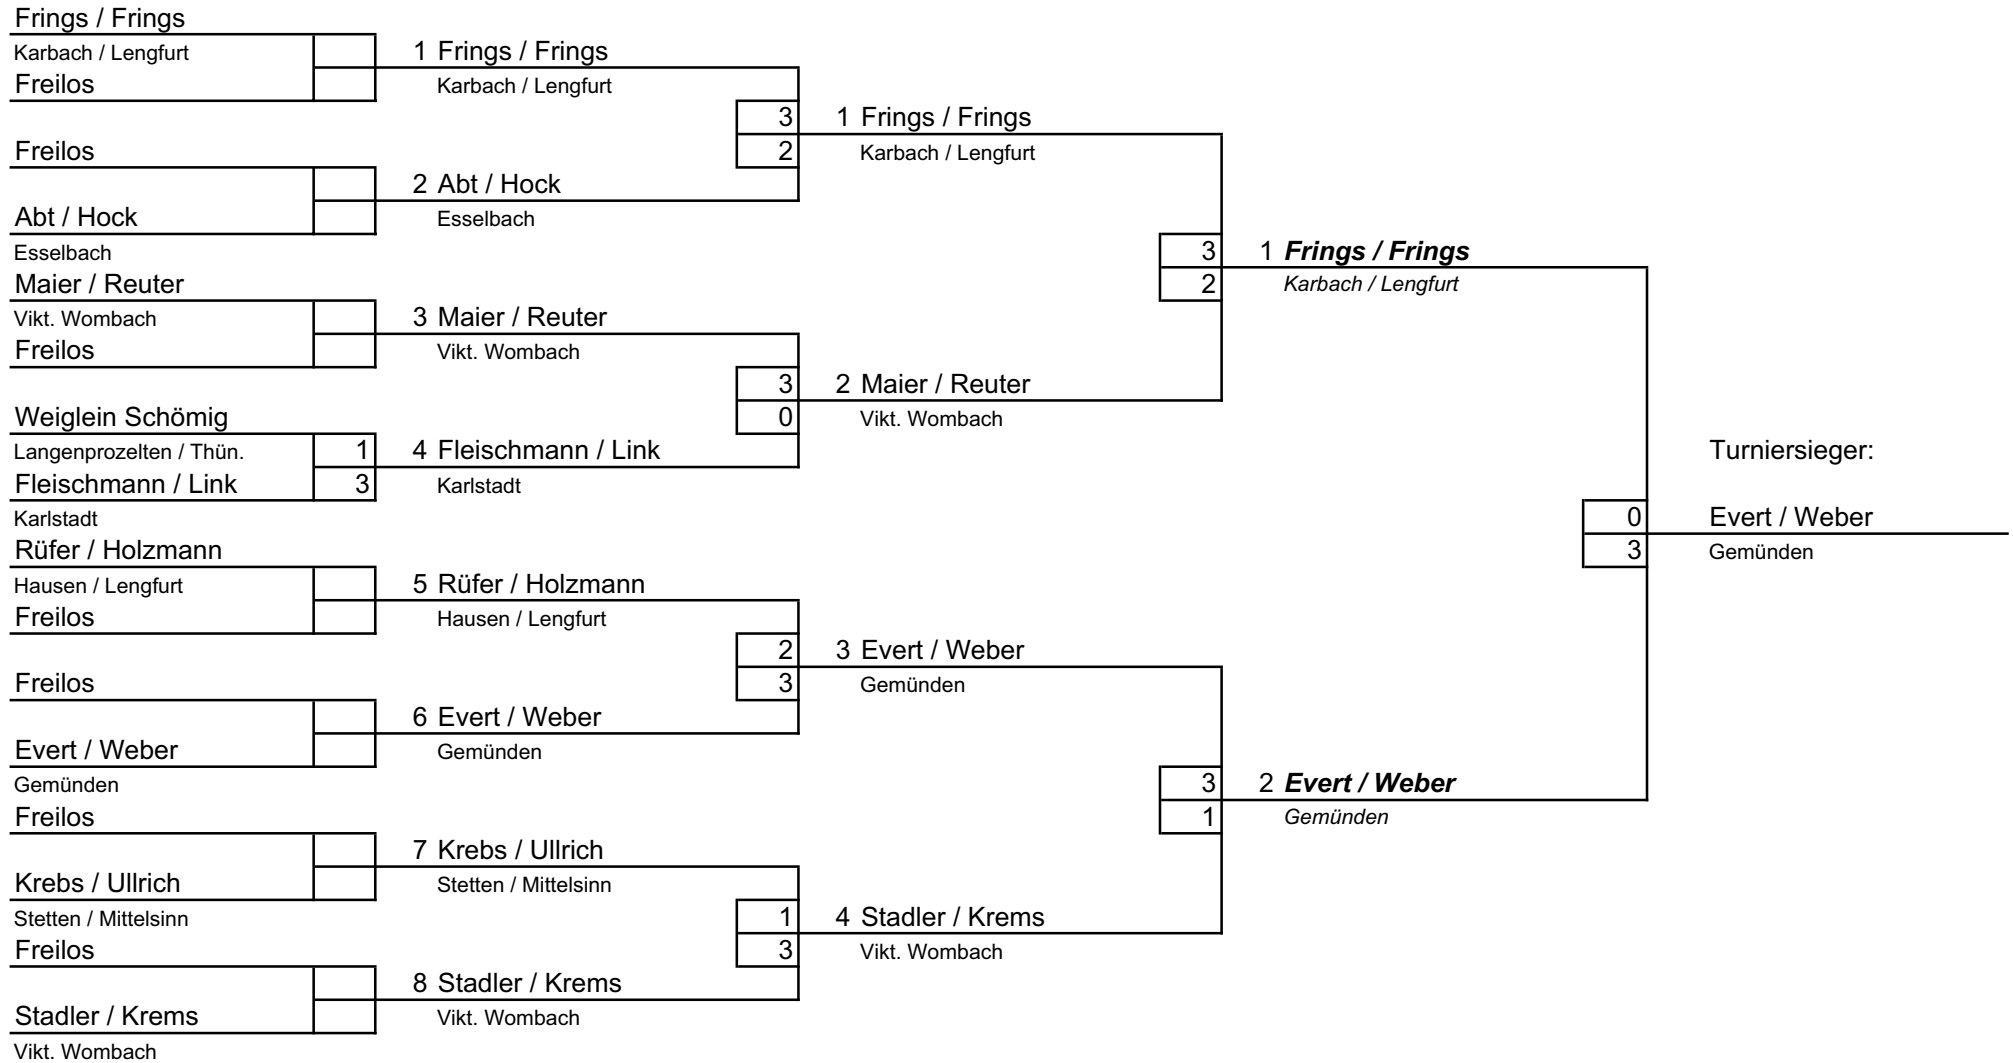 Frings / Frings
Karbach / Lengfurt
Freilos
Freilos
Abt / Hock
Esselbach
Maier / Reuter
Vikt. Wombach
Freilos
Weiglein Schömig
Langenprozelten / Thün.
1
Fleischmann / Link
3
Karlstadt
Rüfer / Holzmann
Hausen / Lengfurt
Freilos
Freilos
Evert / Weber
Gemünden
Freilos
Krebs / Ullrich
Stetten / Mittelsinn
Freilos
Stadler / Krems
Vikt. Wombach
1 Frings / Frings
Karbach / Lengfurt
3
2
2 Abt / Hock
Esselbach
3 Maier / Reuter
Vikt. Wombach
3
0
4 Fleischmann / Link
Karlstadt
5 Rüfer / Holzmann
Hausen / Lengfurt
2
3
6 Evert / Weber
Gemünden
7 Krebs / Ullrich
Stetten / Mittelsinn
1
3
8 Stadler / Krems
Vikt. Wombach
1 Frings / Frings
Karbach / Lengfurt
3
2
2 Maier / Reuter
Vikt. Wombach
3 Evert / Weber
Gemünden
3
1
4 Stadler / Krems
Vikt. Wombach
1 Frings / Frings
Karbach / Lengfurt
0
3
2 Evert / Weber
Gemünden
Turniersieger:
Evert / Weber
Gemünden